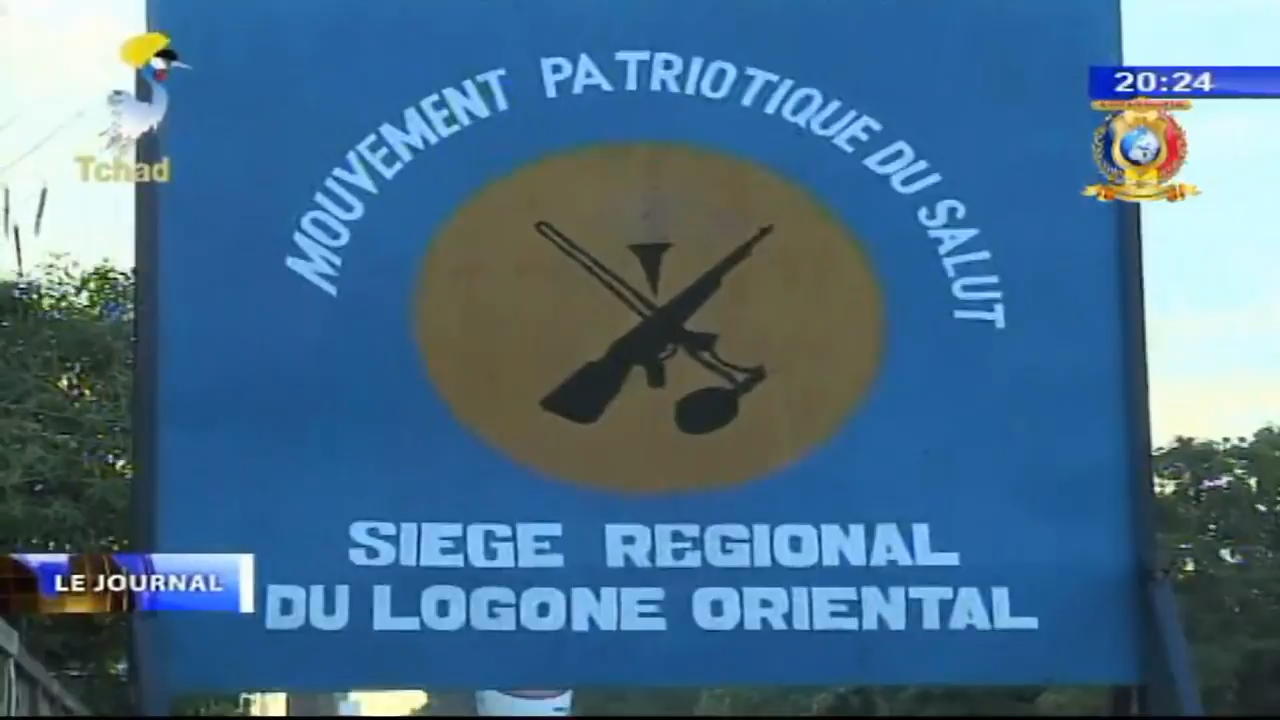 20:24
Tchad
MOUVEMENT PATRIOTIQUE DU SALUT
SIEGE REGIONAL
DU LOGONE ORIENTAL
LE JOURNAL